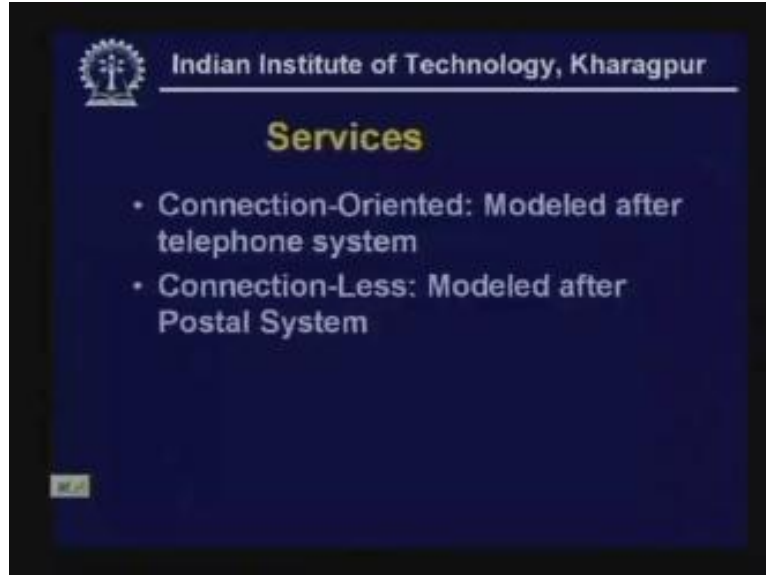 Indian Institute of Technology, Kharagpur
Services
• Connection-Oriented: Modeled after
telephone system
• Connection-Less: Modeled after
Postal System